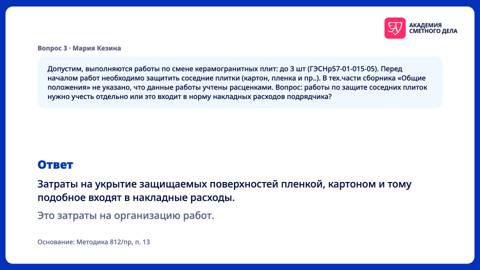 АКАДЕМИЯ
СМЕТНОГО ДЕЛА
Вопрос 3 · Мария Кезина
Допустим, выполняются работы по смене керамогранитных плит: до 3 шт (ГЭСНр57-01-015-05). Перед
началом работ необходимо защитить соседние плитки (картон, пленка и пр..). В тех.части сборника «Общие
положения» не указано, что данные работы учтены расценками. Вопрос: работы по защите соседних плиток
нужно учесть отдельно или это входит в норму накладных расходов подрядчика?
Ответ
Затраты на укрытие защищаемых поверхностей пленкой, картоном и тому
подобное входят в накладные расходы.
Это затраты на организацию работ.
Основание: Методика 812/пр, п. 13